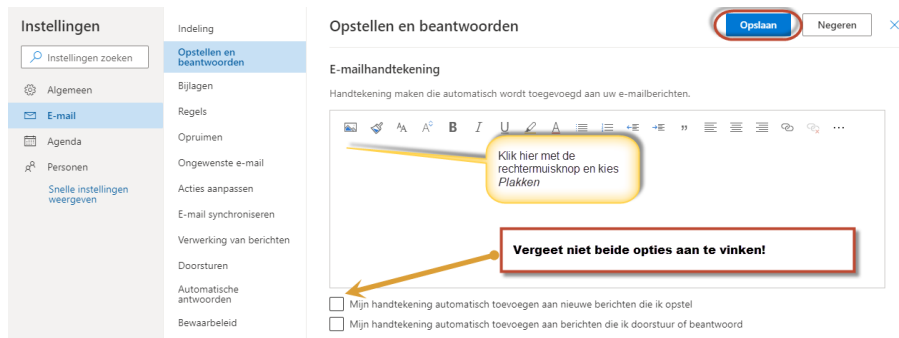 Instellingen
Instellingen zoeken
Algemeen
E-mail
Agenda
Personen
Snelle instellingen
weergeven
Indeling
Opstellen en
beantwoorden
Bijlagen
Regels
Opruimen
Ongewenste e-mail
Acties aanpassen
E-mail synchroniseren
Verwerking van berichten
Doorsturen
Automatische
antwoorden
Bewaarbeleid
Opstellen en beantwoorden
Opslaan
Negeren
E-mailhandtekening
Handtekening maken die automatisch wordt toegevoegd aan uw e-mailberichten.
Klik hier met de
rechtermuisknop en kies
Plakken
Vergeet niet beide opties aan te vinken!
Mijn handtekening automatisch toevoegen aan nieuwe berichten die ik opstel
Mijn handtekening automatisch toevoegen aan berichten die ik doorstuur of beantwoord